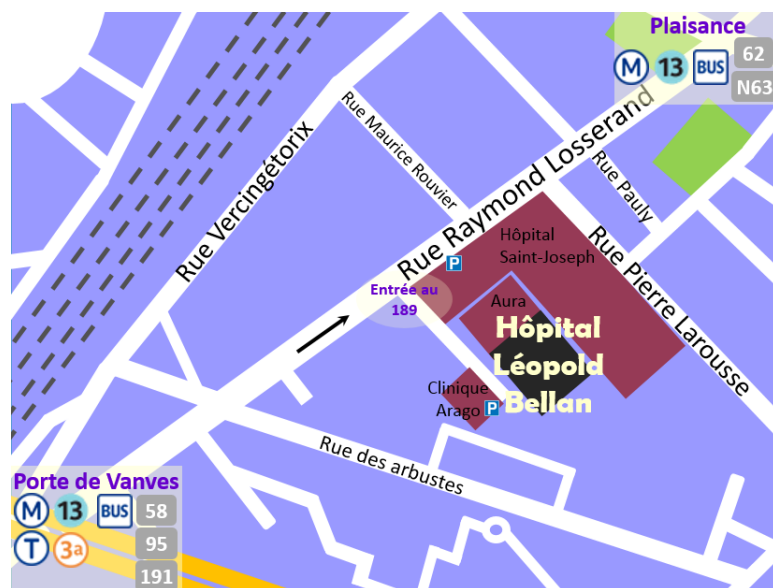 Plaisance
M 13 BUS 62
N63
Rue Maurice Rouvier
Rue Vercingétorix
Rue Raymond Losserand
Rue Pauly
Rue Pierre Larousse
Hôpital
Saint-Joseph
P
Entrée au
189
Aura
Hôpital
Léopold
Bellan
Clinique
Arago P
Rue des arbustes
Porte de Vanves
M 13 BUS 58
T 3a 95
191